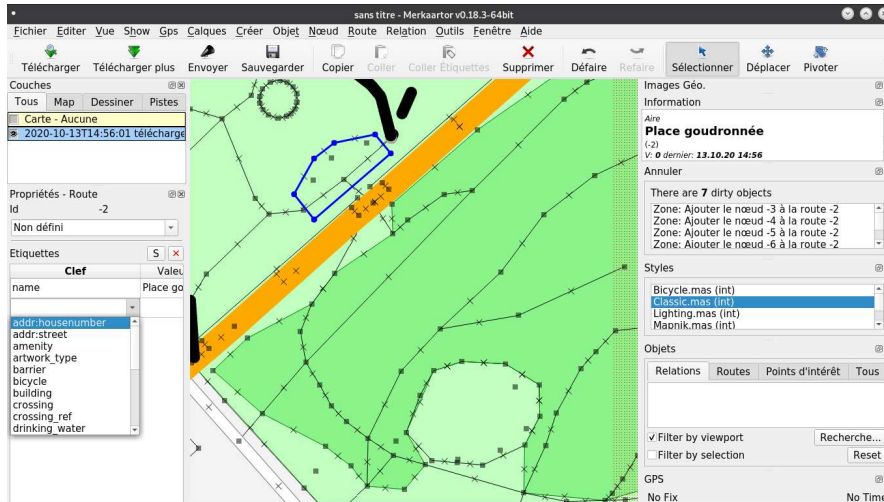 sans titre - Merkaartor v0.18.3-64bit
Fichier Editer Vue Show Gps Calques Créer Objet Nœud Route Relation Outils Fenêtre Aide
Télécharger Télécharger plus Envoyer Sauvegarder Copier Coller Coller Étiquettes Supprimer Défaire Refaire Sélectionner Déplacer Pivoter
Couches
Tous Map Dessiner Pistes
Carte - Aucune
2020-10-13T14:56:01 télécharge
Propriétés - Route
Id -2
Non défini
Etiquettes S
Clef Valeu
name Place go
addr:housenumber
addr:street
amenity
artwork_type
barrier
bicycle
building
crossing
crossing_ref
drinking_water
Images Géo.
Information
Aire
Place goudronnée
(-2)
V: 0 dernier: 13.10.20 14:56
Annuler
There are 7 dirty objects
Zone: Ajouter le nœud -3 à la route -2
Zone: Ajouter le nœud -4 à la route -2
Zone: Ajouter le nœud -5 à la route -2
Zone: Ajouter le nœud -6 à la route -2
Styles
Bicycle.mas (int)
Classic.mas (int)
Lighting.mas (int)
Mapnik.mas (int)
Objets
Relations Routes Points d'intérêt Tous
Filter by viewport Recherche...
Filter by selection Reset
GPS
No Fix No Time